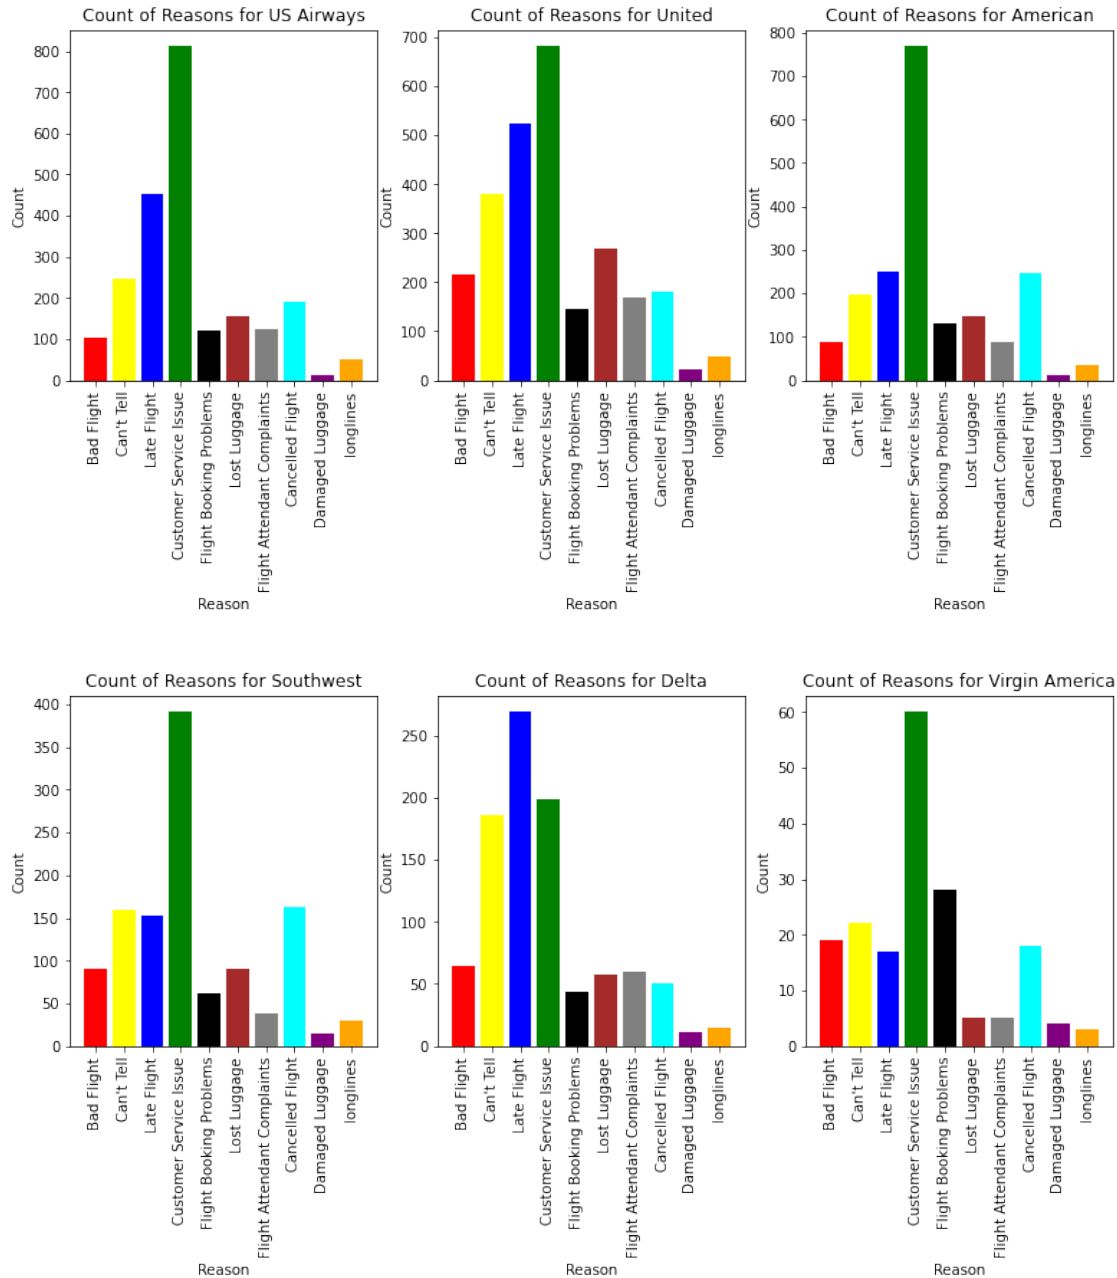 Count of Reasons for US Airways
Count
800
700
600
500
400
300
200
100
0
Bad Flight
Can't Tell
Late Flight
Customer Service Issue
Flight Booking Problems
Lost Luggage
Flight Attendant Complaints
Cancelled Flight
Damaged Luggage
longlines
Reason
Count of Reasons for United
Count
700
600
500
400
300
200
100
0
Bad Flight
Can't Tell
Late Flight
Customer Service Issue
Flight Booking Problems
Lost Luggage
Flight Attendant Complaints
Cancelled Flight
Damaged Luggage
longlines
Reason
Count of Reasons for American
Count
800
700
600
500
400
300
200
100
0
Bad Flight
Can't Tell
Late Flight
Customer Service Issue
Flight Booking Problems
Lost Luggage
Flight Attendant Complaints
Cancelled Flight
Damaged Luggage
longlines
Reason
Count of Reasons for Southwest
Count
400
350
300
250
200
150
100
50
0
Bad Flight
Can't Tell
Late Flight
Customer Service Issue
Flight Booking Problems
Lost Luggage
Flight Attendant Complaints
Cancelled Flight
Damaged Luggage
longlines
Reason
Count of Reasons for Delta
Count
250
200
150
100
50
0
Bad Flight
Can't Tell
Late Flight
Customer Service Issue
Flight Booking Problems
Lost Luggage
Flight Attendant Complaints
Cancelled Flight
Damaged Luggage
longlines
Reason
Count of Reasons for Virgin America
Count
60
50
40
30
20
10
0
Bad Flight
Can't Tell
Late Flight
Customer Service Issue
Flight Booking Problems
Lost Luggage
Flight Attendant Complaints
Cancelled Flight
Damaged Luggage
longlines
Reason